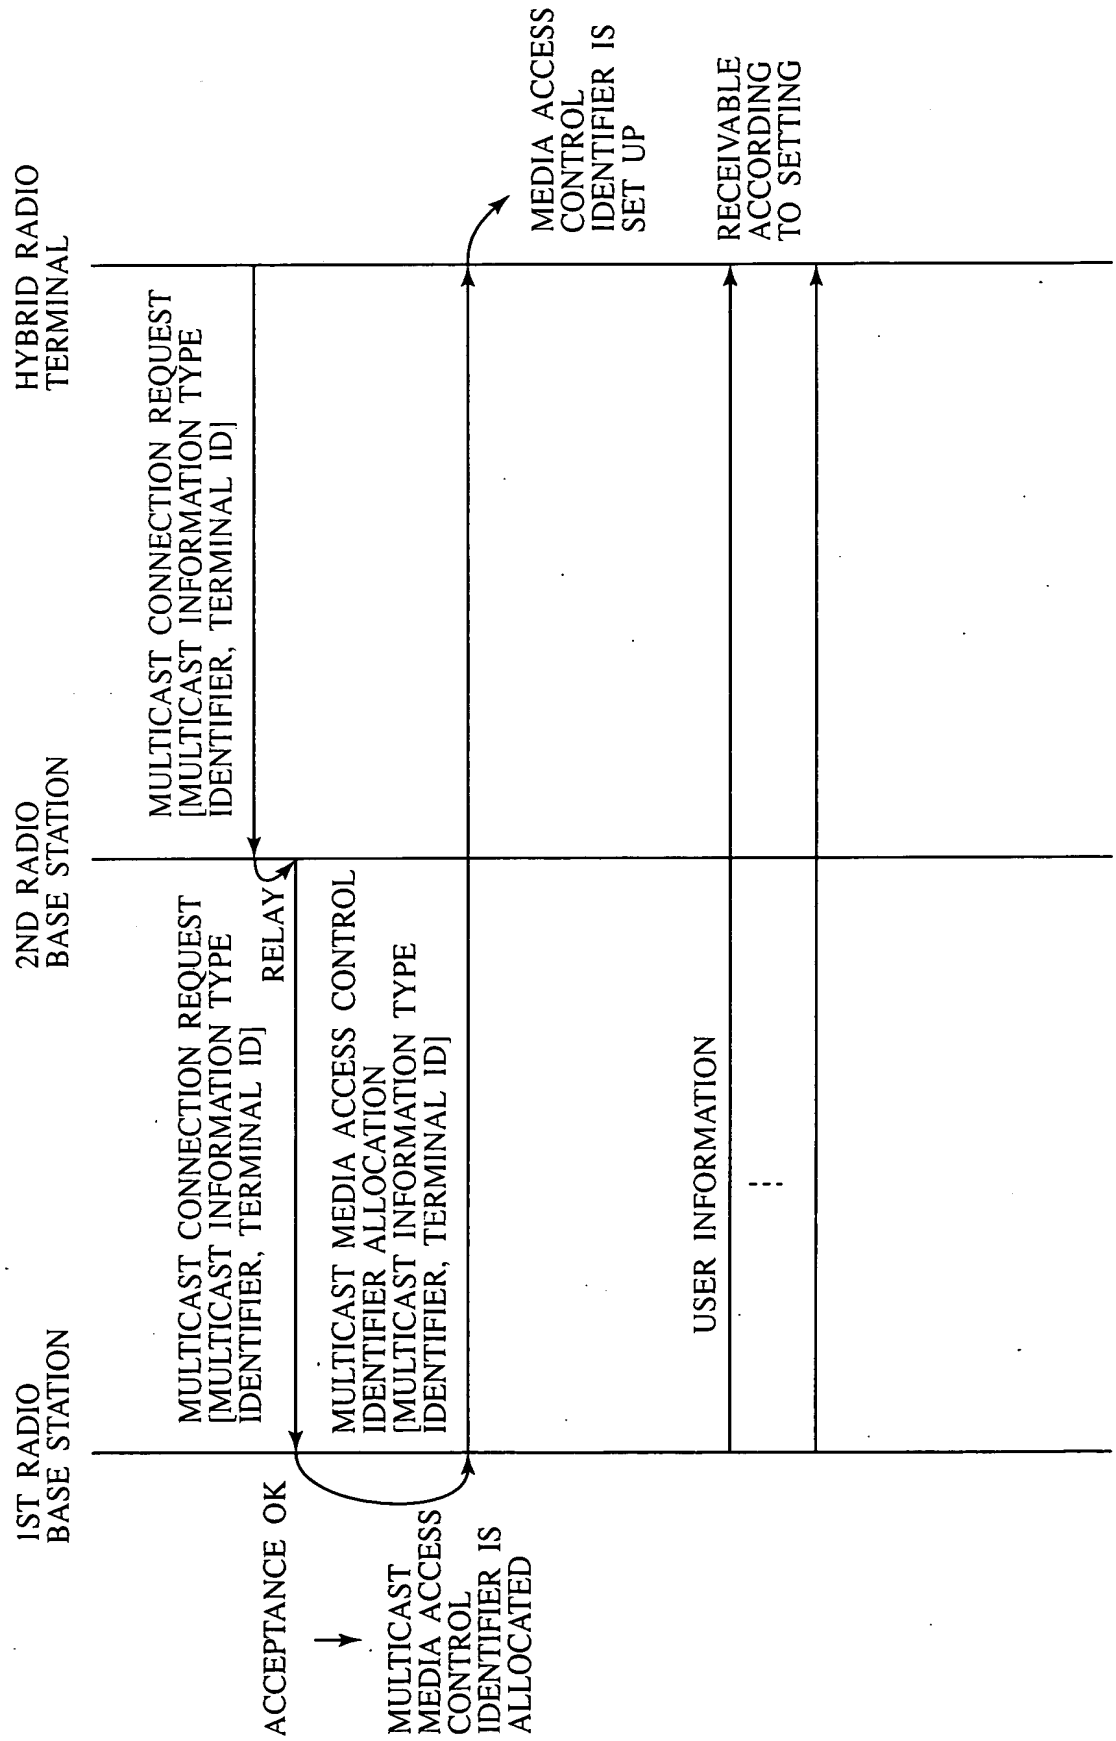 1ST RADIO
BASE STATION
2ND RADIO
BASE STATION
HYBRID RADIO
TERMINAL
MULTICAST CONNECTION REQUEST
[MULTICAST INFORMATION TYPE
IDENTIFIER, TERMINAL ID]
MULTICAST CONNECTION REQUEST
[MULTICAST INFORMATION TYPE
IDENTIFIER, TERMINAL ID]
RELAY
ACCEPTANCE OK
MULTICAST
MEDIA ACCESS
CONTROL
IDENTIFIER IS
ALLOCATED
MULTICAST MEDIA ACCESS CONTROL
IDENTIFIER ALLOCATION
[MULTICAST INFORMATION TYPE
IDENTIFIER, TERMINAL ID]
MEDIA ACCESS
CONTROL
IDENTIFIER IS
SET UP
USER INFORMATION
RECEIVABLE
ACCORDING
TO SETTING